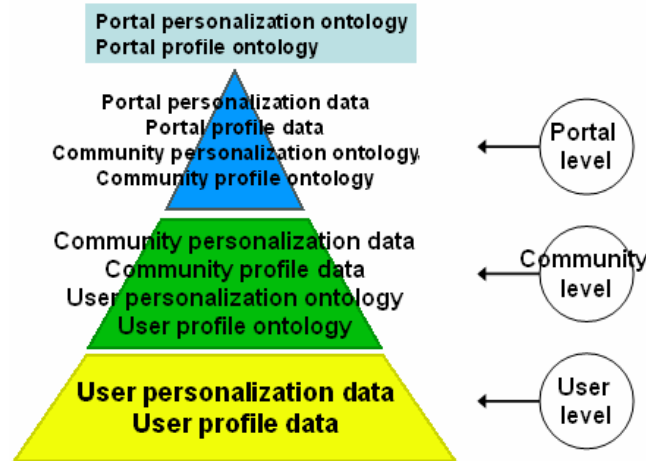 Portal personalization ontology
Portal profile ontology
Portal personalization data
Portal profile data
Community personalization ontology
Community profile ontology
Portal
level
Community personalization data
Community profile data
User personalization ontology
User profile ontology
Community
level
User personalization data
User profile data
User
level